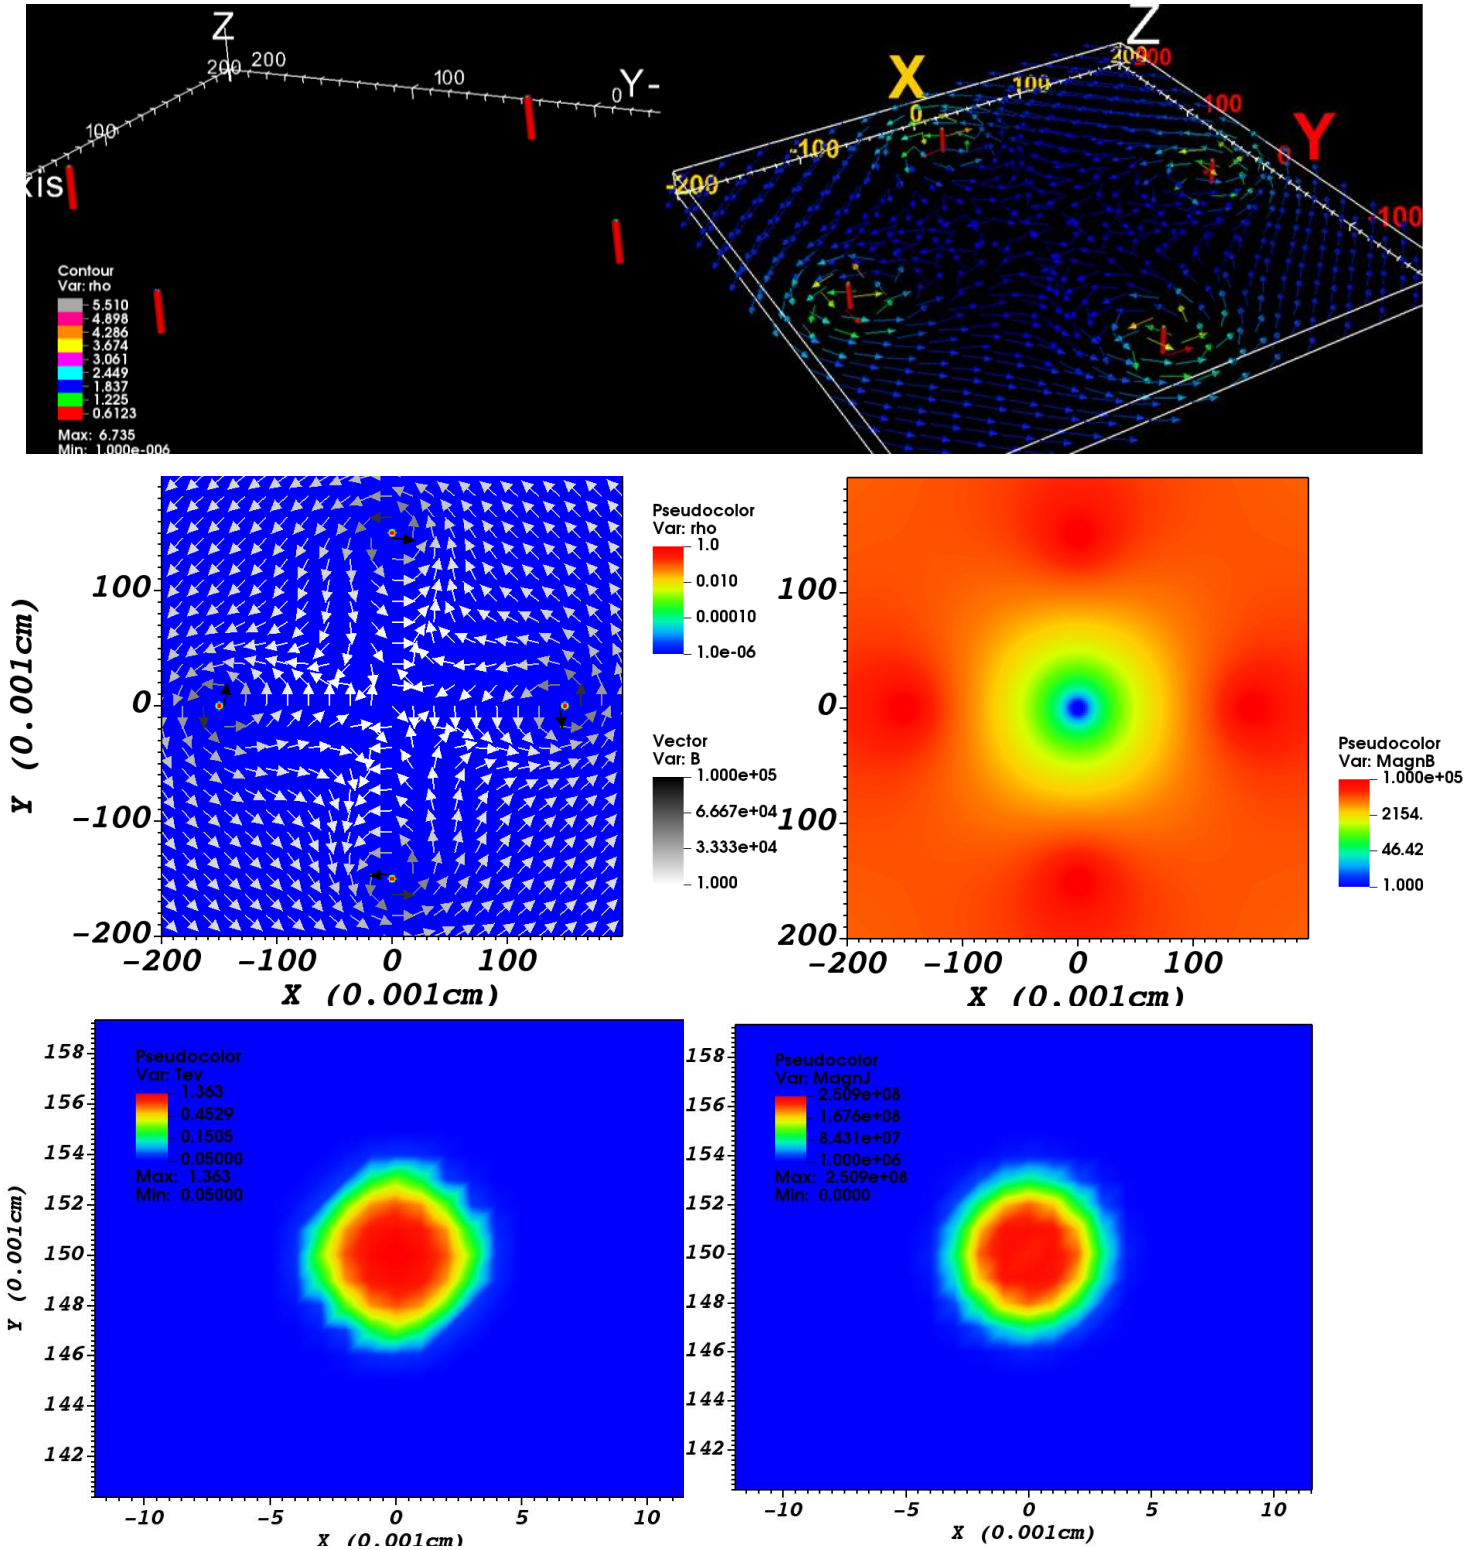 Z
200 200
100
0 Y-
100
xis
Contour
Var: rho
5.510
4.898
4.286
3.674
3.061
2.449
1.837
1.225
0.6123
Max: 6.735
Min: 1.000e-006
Z
X
200
100
100
0
-100
-200
Y
0
-100
Y (0.001cm)
100
0
-100
-200
-200 -100 0 100
X (0.001cm)
Pseudocolor
Var: rho
1.0
0.010
0.00010
1.0e-06
Vector
Var: B
1.000e+05
6.667e+04
3.333e+04
1.000
100
0
100
200
-200 -100 0 100
X (0.001cm)
Pseudocolor
Var: MagnB
1.000e+05
2154.
46.42
1.000
Y (0.001cm)
158
156
154
152
150
148
146
144
142
Pseudocolor
Var: Tev
1.363
0.4529
0.1505
0.05000
Max: 1.363
Min: 0.05000
-10 -5 0 5 10
X (0.001cm)
158
156
154
152
150
148
146
144
142
Pseudocolor
Var: MagnJ
2.509e+08
1.676e+08
8.431e+07
1.000e+06
Max: 2.509e+08
Min: 0.0000
-10 -5 0 5 10
X (0.001cm)